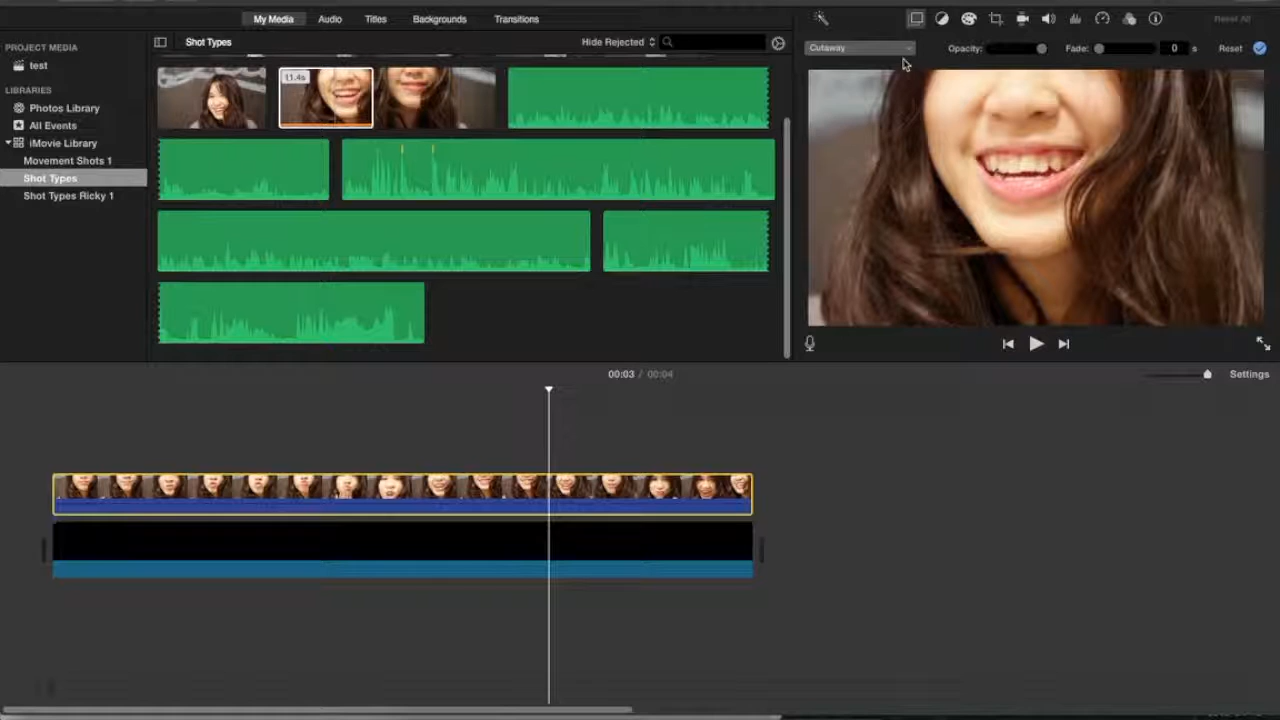 My Media Audio Titles Backgrounds Transitions Reset All
PROJECT MEDIA Shot Types Hide Rejected Cutaway Opacity: Fade: 0 s Reset
test
LIBRARIES
Photos Library
All Events
iMovie Library
Movement Shots 1
Shot Types
Shot Types Ricky 1
11.4s
00:03 / 00:04 Settings